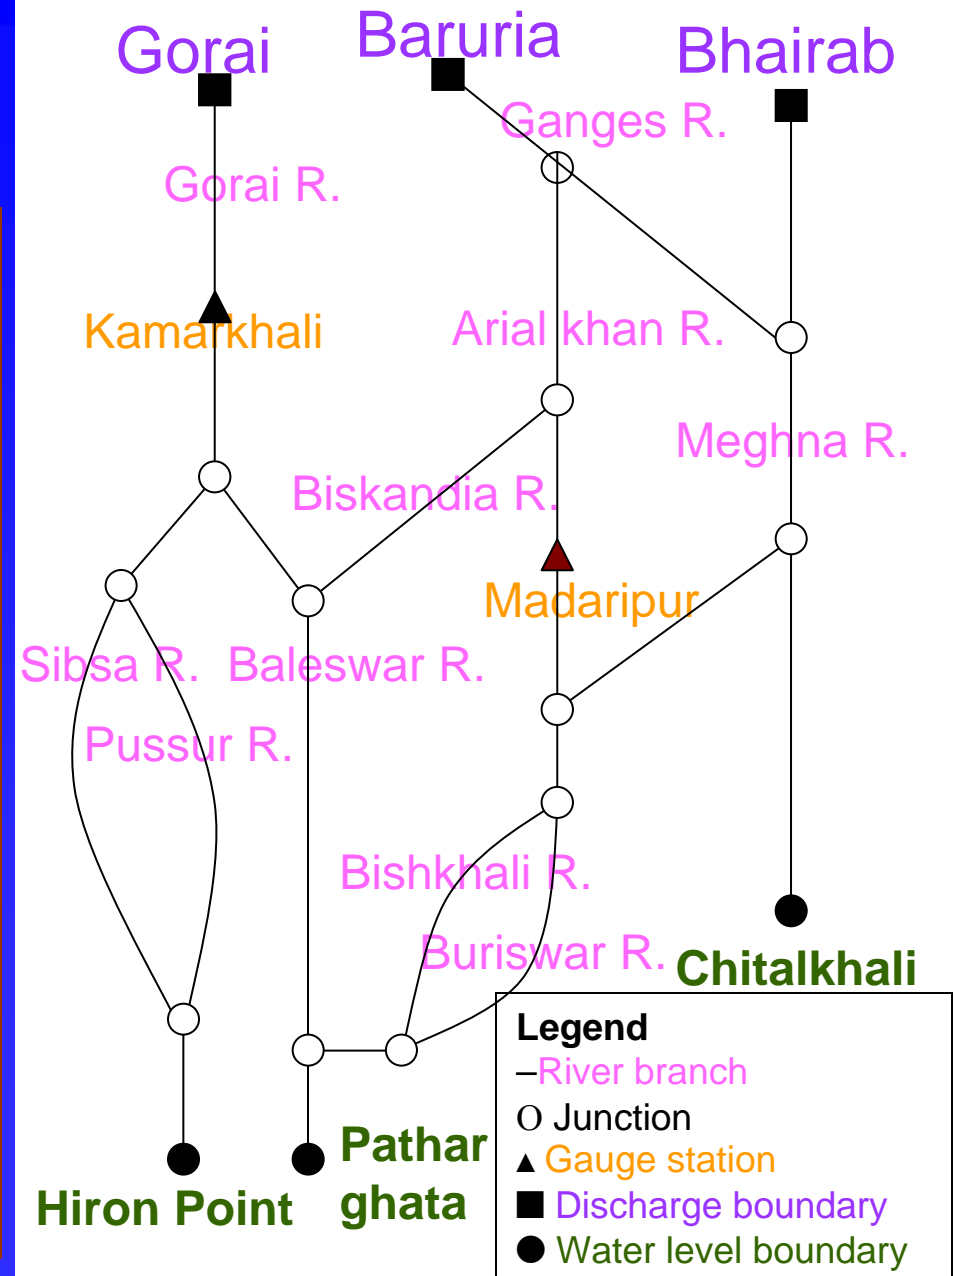 Gorai
Baruria
Bhairab
Ganges R.
Gorai R.
Kamarkhali
Arial khan R.
Meghna R.
Biskandia R.
Madaripur
Sibsa R.
Baleswar R.
Pussur R.
Bishkhali R.
Buriswar R.
Chitalkhali
Pathar
ghata
Hiron Point
Legend
–River branch
O Junction
▲ Gauge station
■ Discharge boundary
● Water level boundary